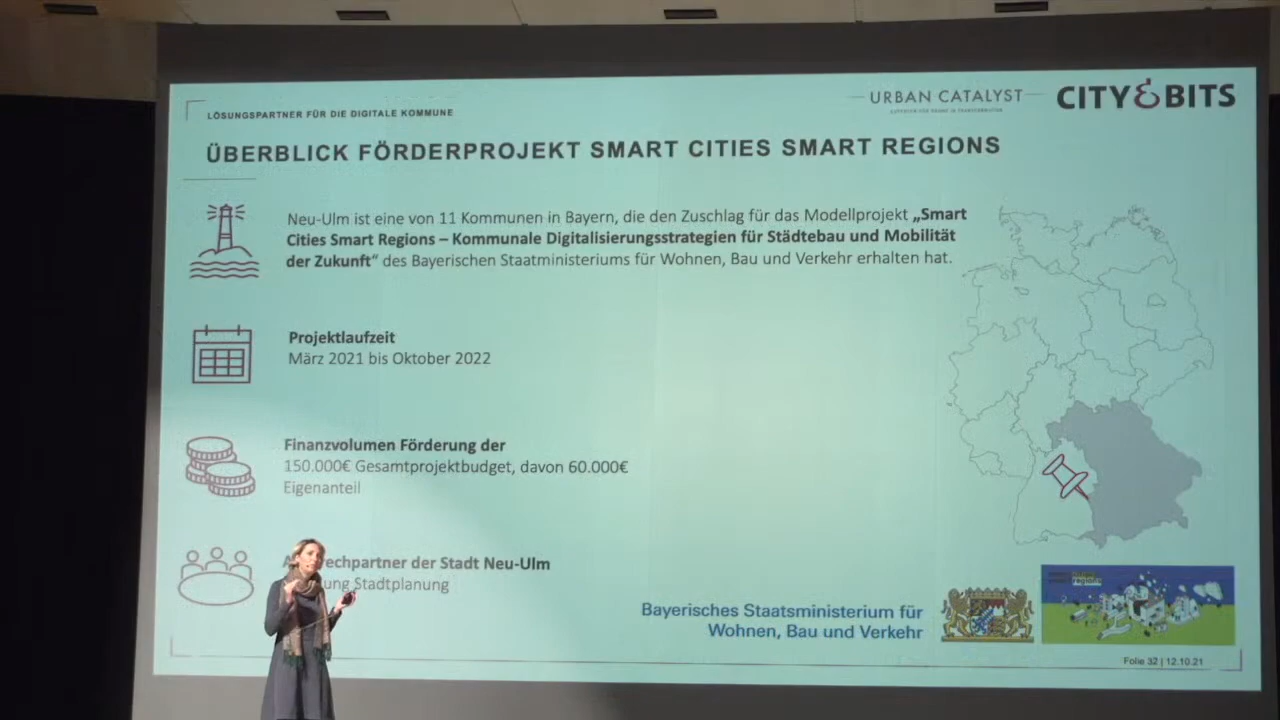 LÖSUNGSPARTNER FÜR DIE DIGITALE KOMMUNE
URBAN CATALYST
CITY&BITS
ÜBERBLICK FÖRDERPROJEKT SMART CITIES SMART REGIONS
Neu-Ulm ist eine von 11 Kommunen in Bayern, die den Zuschlag für das Modellprojekt „Smart
Cities Smart Regions – Kommunale Digitalisierungsstrategien für Städtebau und Mobilität
der Zukunft“ des Bayerischen Staatministeriums für Wohnen, Bau und Verkehr erhalten hat.
Projektlaufzeit
März 2021 bis Oktober 2022
Finanzvolumen Förderung der
150.000€ Gesamtprojektbudget, davon 60.000€
Eigenanteil
der Stadt Neu-Ulm
Stadtplanung
Bayerisches Staatsministerium für
Wohnen, Bau und Verkehr
Folie 32 | 12.10.21